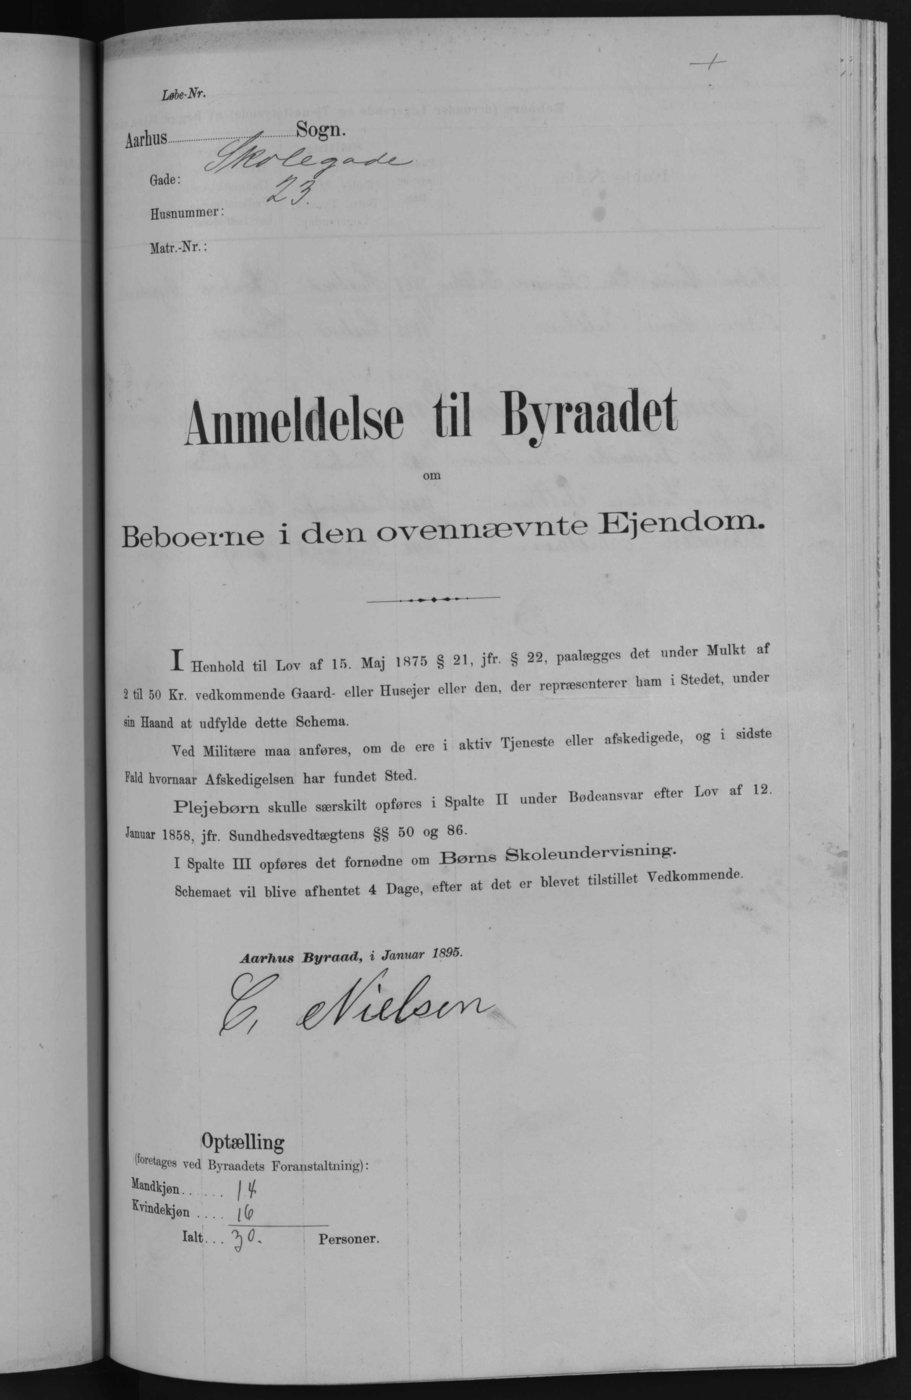 Løbe-Nr.
Aarhus Sogn.
Gade: Skolegade
Husnummer: 23.
Matr.-Nr.:
Anmeldelse til Byraadet
om
Beboerne i den ovennævnte Ejendom.
I Henhold til Lov af 15. Maj 1875 § 21, jfr. § 22, paalægges det under Mulkt af
2 til 50 Kr. vedkommende Gaard- eller Husejer eller den, der repræsenterer ham i Stedet, under
sin Haand at udfylde dette Schema.
Ved Militære maa anføres, om de ere i aktiv Tjeneste eller afskedigede, og i sidste
Fald hvornaar Afskedigelsen har fundet Sted.
Plejebørn skulle særskilt opføres i Spalte II under Bødeansvar efter Lov af 12.
Januar 1858, jfr. Sundhedsvedtægtens §§ 50 og 86.
I Spalte III opføres det fornødne om Børns Skoleundervisning.
Schemaet vil blive afhentet 4 Dage, efter at det er blevet tilstillet Vedkommende.
Aarhus Byraad, i Januar 1895.
C. Nielsen
Optælling
(foretages ved Byraadets Foranstaltning):
Mandkjøn...... 14
Kvindekjøn .... 16
Ialt... 30. Personer.